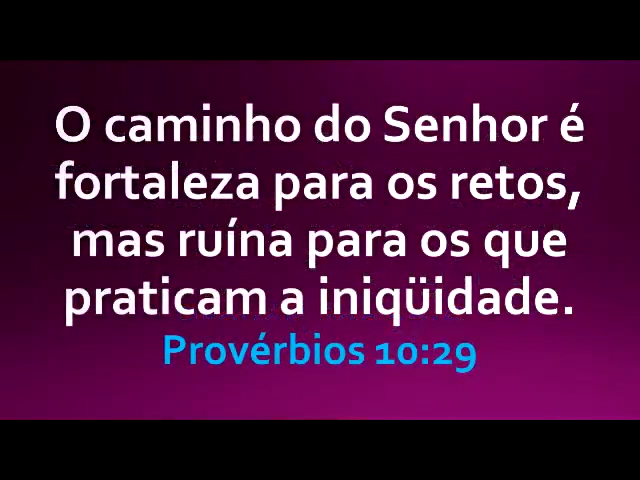 O caminho do Senhor é
fortaleza para os retos,
mas ruína para os que
praticam a iniqüidade.
Provérbios 10:29